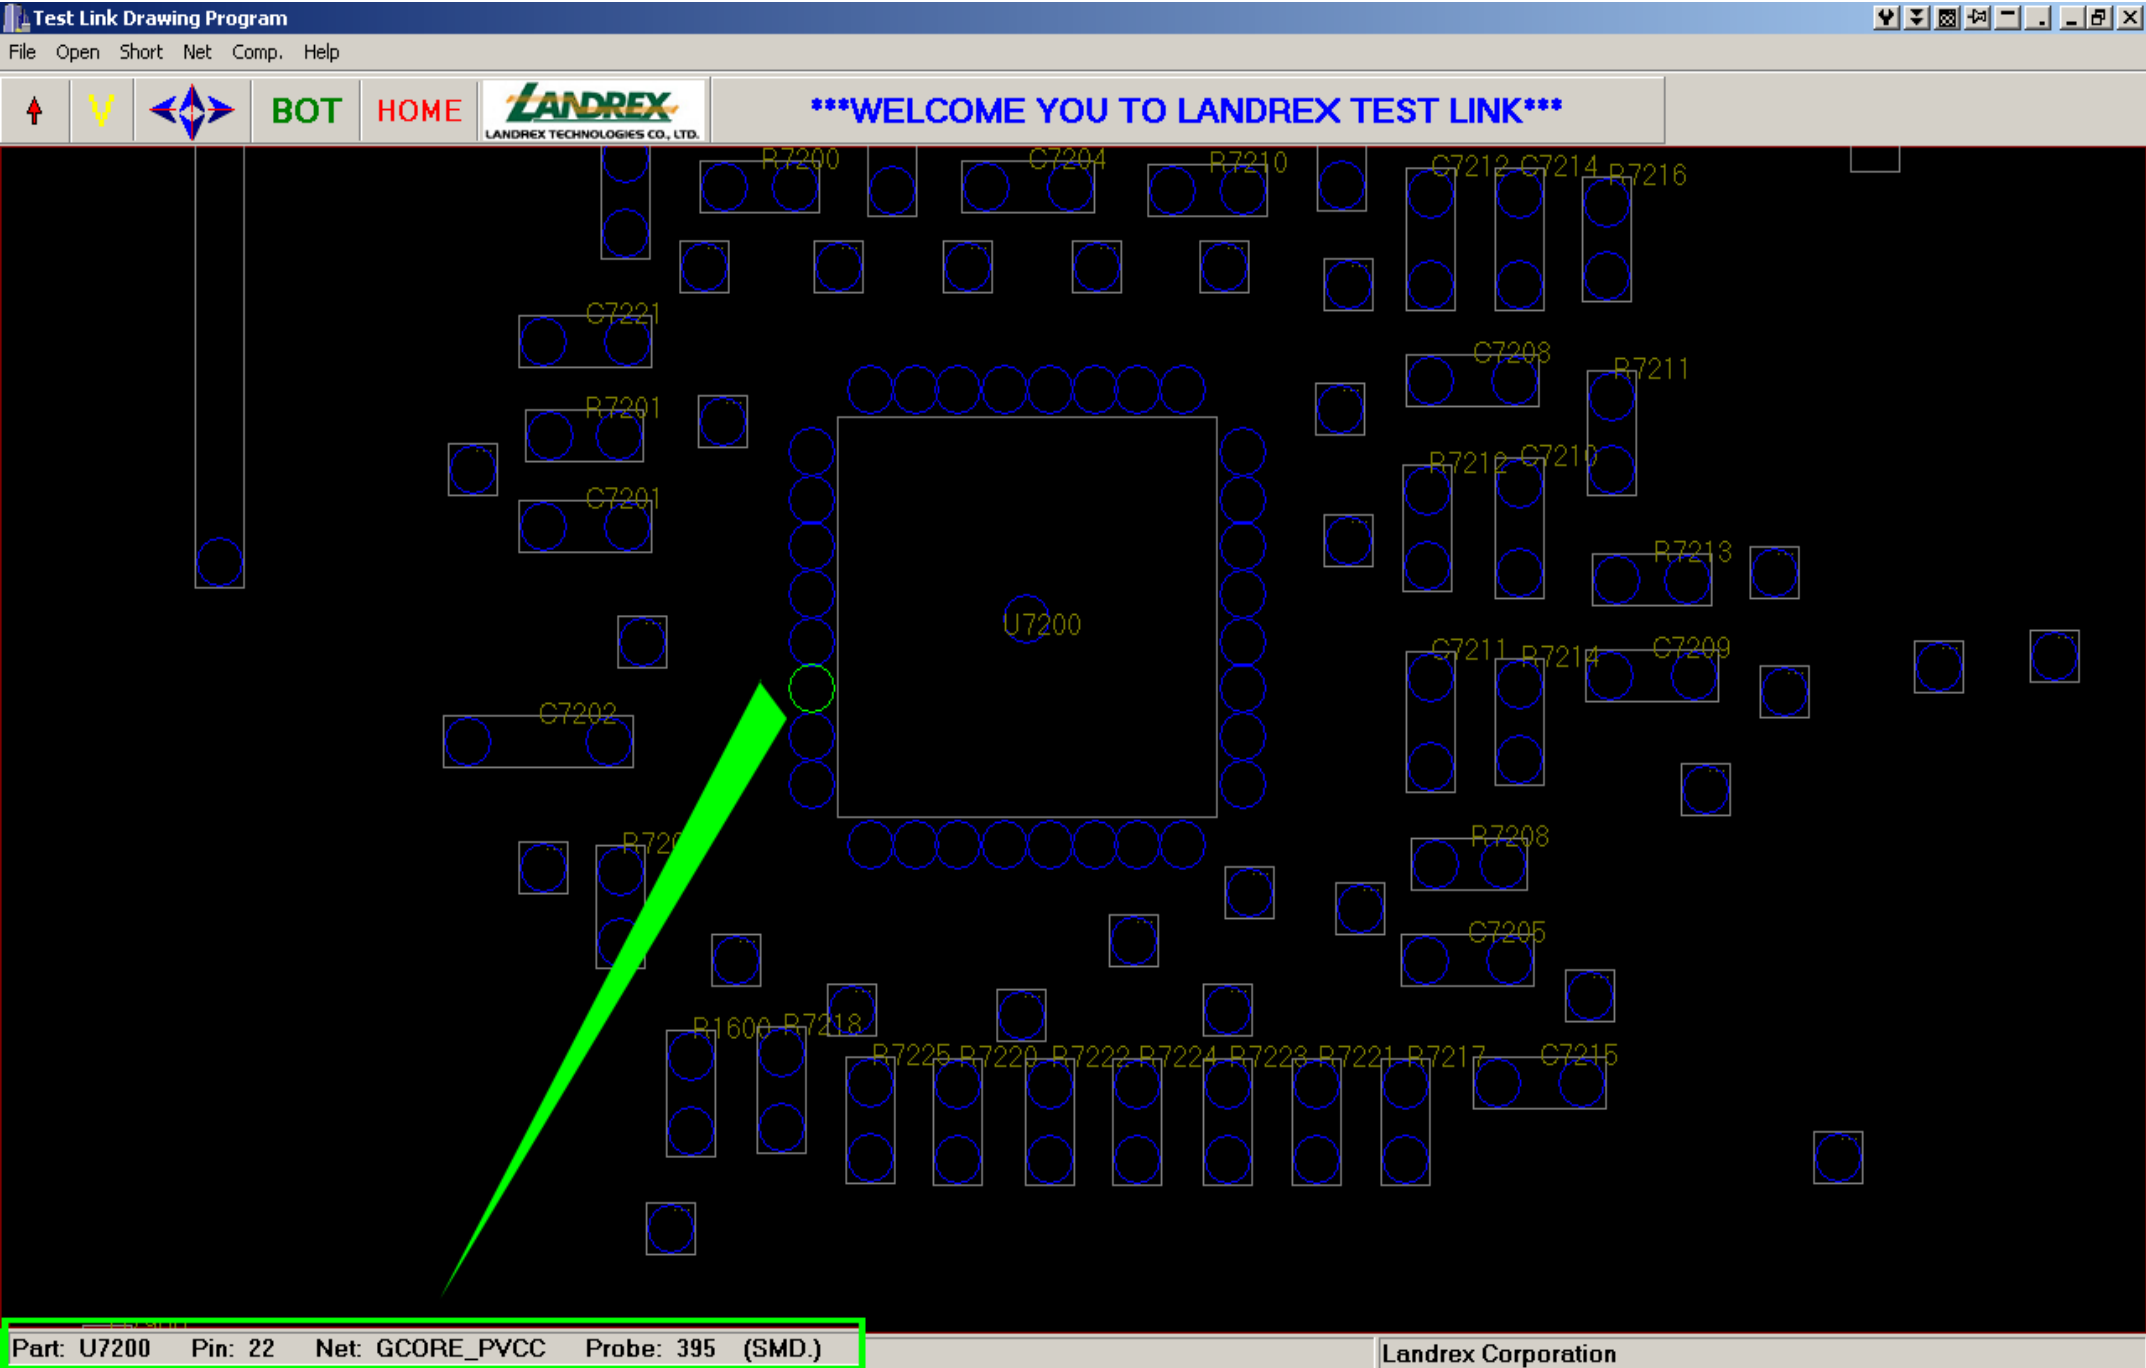 Test Link Drawing Program
File Open Short Net Comp. Help
V BOT HOME LANDREX ***WELCOME YOU TO LANDREX TEST LINK***
LANDREX TECHNOLOGIES CO., LTD.
R7200 C7204 R7210 C7212 C7214 R7216
C7221
C7208 R7211
R7201
R7212 C7210
C7201
R7213
U7200
C7211 R7214 C7209
C7202
R7208
C7205
R1600 R7218
R7225 R7220 R7222 R7224 R7223 R7221 R7217 C7215
Part: U7200 Pin: 22 Net: GCORE_PVCC Probe: 395 (SMD.)
Landrex Corporation